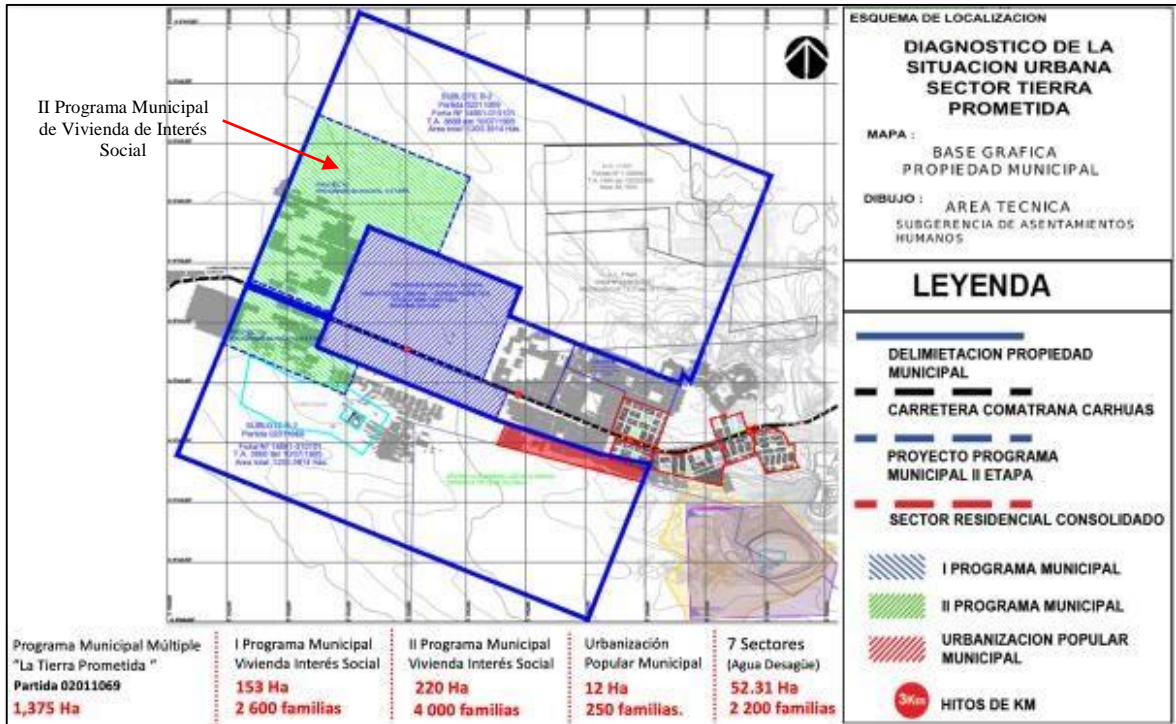 II Programa Municipal
de Vivienda de Interés
Social
SUBLOTE B-2
Partida 02011069
ESQUEMA DE LOCALIZACION
DIAGNOSTICO DE LA
SITUACION URBANA
SECTOR TIERRA
PROMETIDA
MAPA :
BASE GRAFICA
PROPIEDAD MUNICIPAL
DIBUJO :
AREA TECNICA
SUBGERENCIA DE ASENTAMIENTOS
HUMANOS
LEYENDA
DELIMIETACION PROPIEDAD
MUNICIPAL
CARRETERA COMATRANA CARHUAS
PROYECTO PROGRAMA
MUNICIPAL II ETAPA
SECTOR RESIDENCIAL CONSOLIDADO
I PROGRAMA MUNICIPAL
II PROGRAMA MUNICIPAL
URBANIZACION POPULAR
MUNICIPAL
3Km
HITOS DE KM
Programa Municipal Múltiple
"La Tierra Prometida "
Partida 02011069
1,375 Ha
I Programa Municipal
Vivienda Interés Social
153 Ha
2 600 familias
II Programa Municipal
Vivienda Interés Social
220 Ha
4 000 familias
Urbanización
Popular Municipal
12 Ha
250 familias.
7 Sectores
(Agua Desagüe)
52.31 Ha
2 200 familias